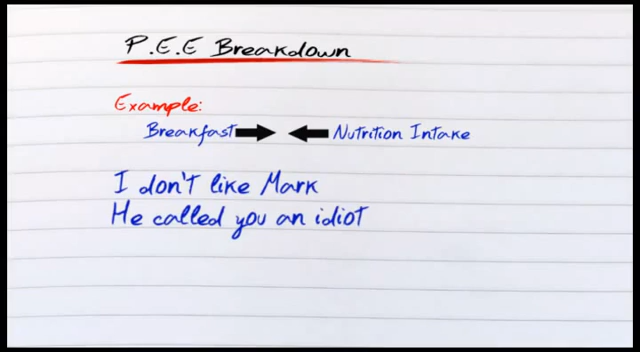 P.E.E Breakdown
Example:
Breakfast Nutrition Intake
I don't like Mark
He called you an idiot